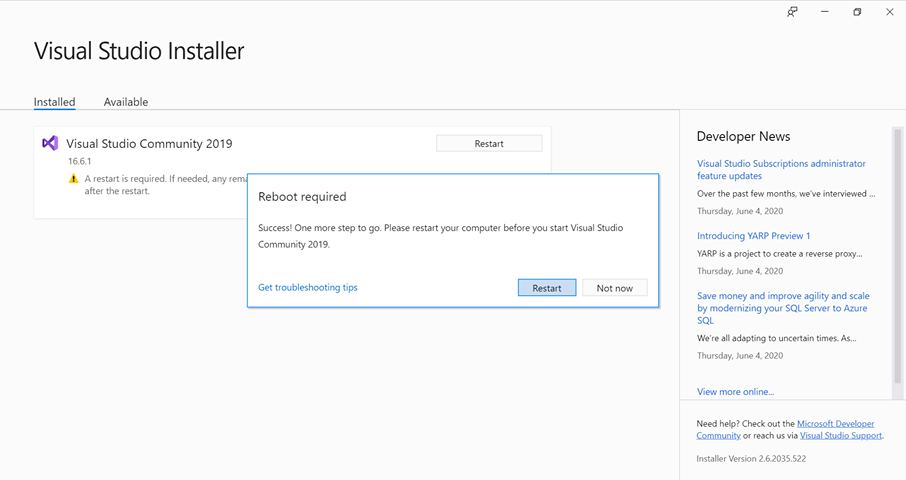 Visual Studio Installer
Installed
Available
Visual Studio Community 2019
Restart
16.6.1
A restart is required. If needed, any
after the restart.
Reboot required
Success! One more step to go. Please restart your computer before you start Visual Studio
Community 2019.
Get troubleshooting tips
Restart
Not now
Developer News
Visual Studio Subscriptions administrator
feature updates
Over the past few months, we've interviewed ...
Thursday, June 4, 2020
Introducing YARP Preview 1
YARP is a project to create a reverse proxy...
Thursday, June 4, 2020
Save money and improve agility and scale
by modernizing your SQL Server to Azure
SQL
We're all adapting to uncertain times. As...
Thursday, June 4, 2020
View more online...
Need help? Check out the Microsoft Developer
Community or reach us via Visual Studio Support.
Installer Version 2.6.2035.522